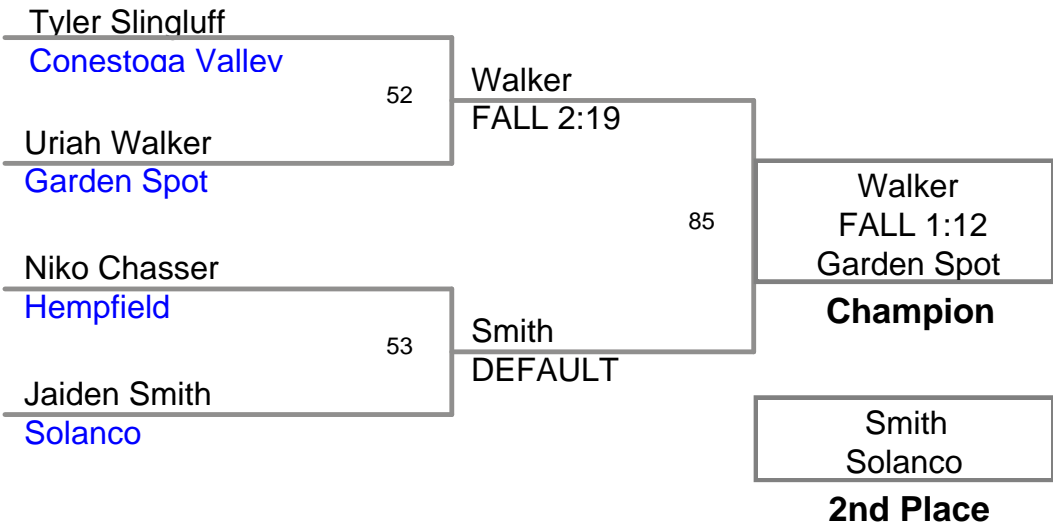 Tyler Slingluff
Conestoga Valley
52
Uriah Walker
Garden Spot
Walker
FALL 2:19
Niko Chasser
Hempfield
53
Jaiden Smith
Solanco
Smith
DEFAULT
85
Walker
FALL 1:12
Garden Spot
Champion
Smith
Solanco
2nd Place